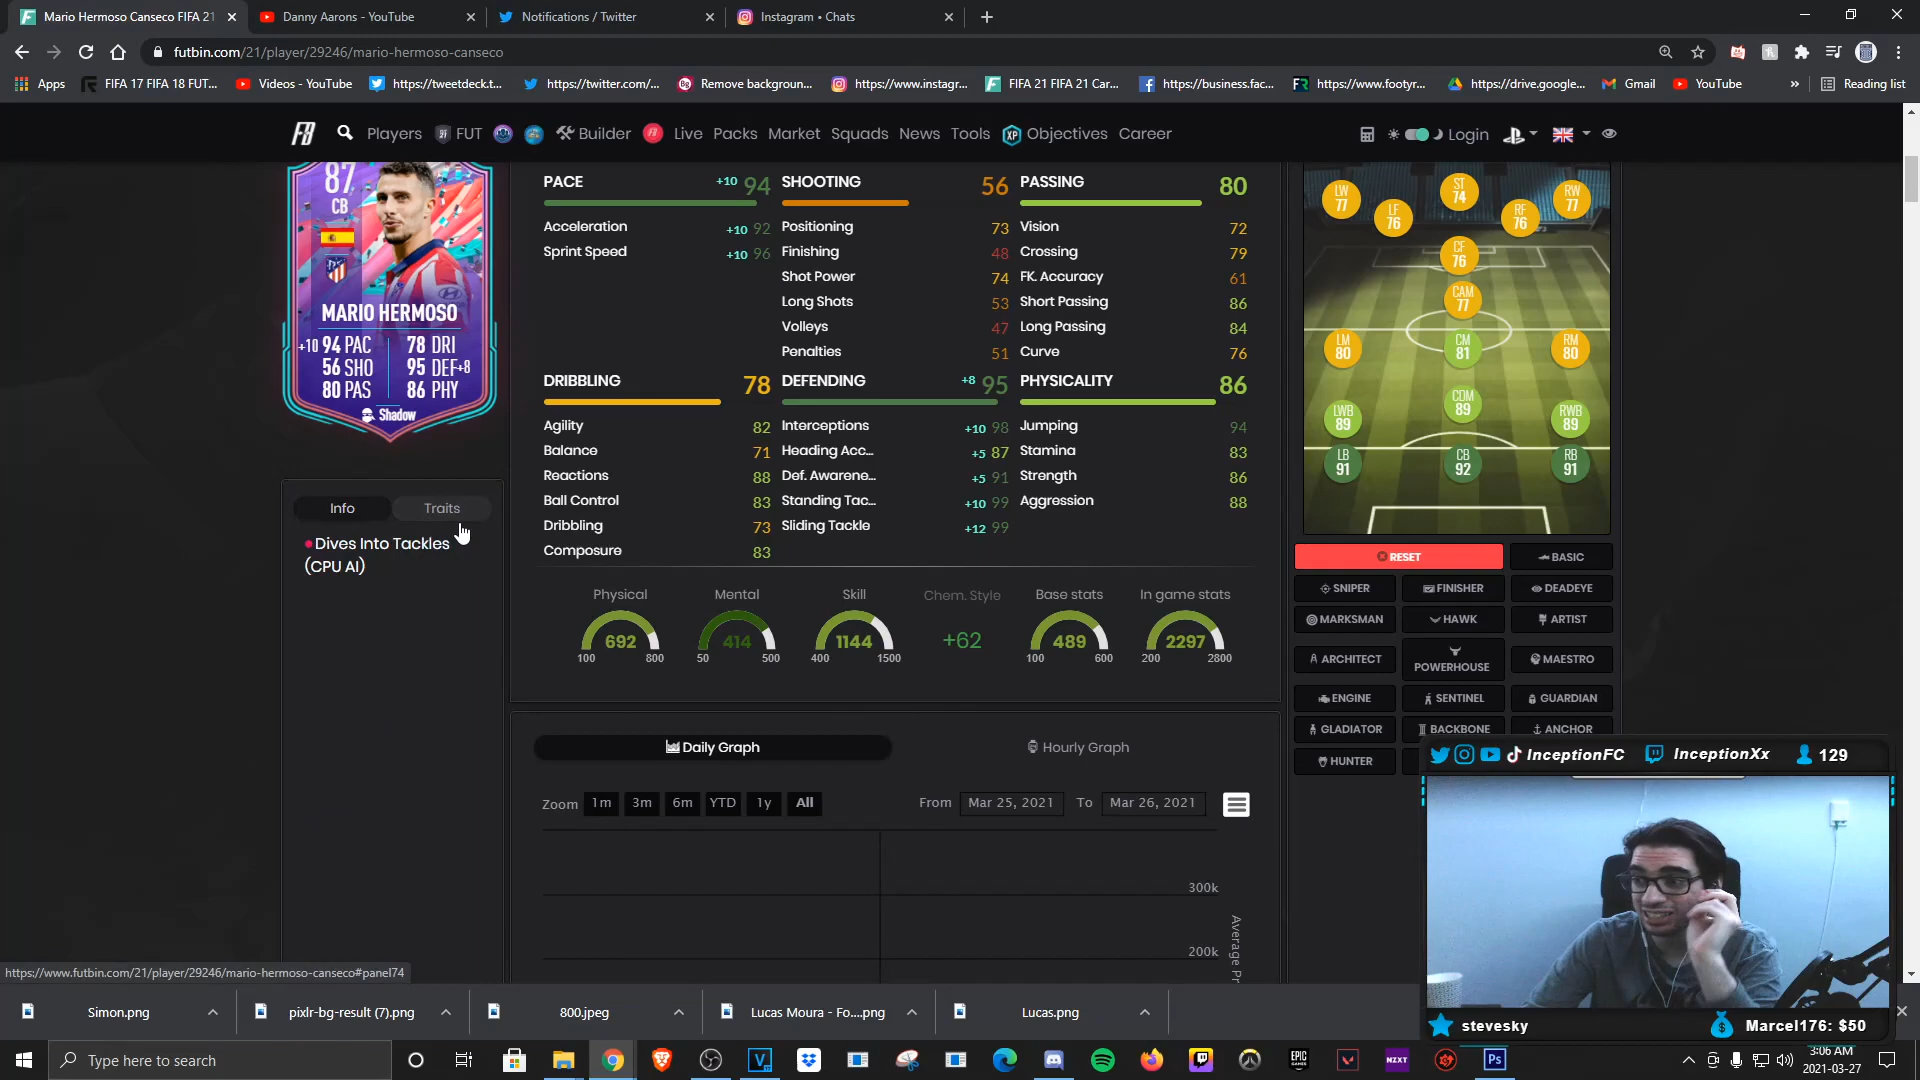 Mario Hermoso Canseco FIFA 21
Danny Aarons - YouTube
Notifications / Twitter
Instagram • Chats
futbin.com/21/player/29246/mario-hermoso-canseco
Apps
FIFA 17 FIFA 18 FUT...
Videos - YouTube
https://tweetdeck.t...
https://twitter.com/...
Remove backgroun...
https://www.instagr...
FIFA 21 FIFA 21 Car...
https://business.fac...
https://www.footyr...
https://drive.google...
Gmail
YouTube
»
Reading list
Players
FUT
Builder
Live
Packs
Market
Squads
News
Tools
Objectives
Career
Login
87
CB
MARIO HERMOSO
+10 94 PAC 78 DRI
56 SHO 95 DEF+8
80 PAS 86 PHY
Shadow
Info
Traits
Dives Into Tackles
(CPU AI)
PACE +10 94
Acceleration +10 92
Sprint Speed +10 96
SHOOTING 56
Positioning 73
Finishing 48
Shot Power 74
Long Shots 53
Volleys 47
Penalties 51
PASSING 80
Vision 72
Crossing 79
FK. Accuracy 61
Short Passing 86
Long Passing 84
Curve 76
DRIBBLING 78
Agility 82
Balance 71
Reactions 88
Ball Control 83
Dribbling 73
Composure 83
DEFENDING +8 95
Interceptions +10 98
Heading Acc... +5 87
Def. Awarene... +5 91
Standing Tac... +10 99
Sliding Tackle +12 99
PHYSICALITY 86
Jumping 94
Stamina 83
Strength 86
Aggression 88
Physical
692
100 800
Mental
414
50 500
Skill
1144
400 1500
Chem. Style
+62
Base stats
489
100 600
In game stats
2297
200 2800
Daily Graph
Hourly Graph
Zoom 1m 3m 6m YTD 1y All
From Mar 25, 2021 To Mar 26, 2021
300k
200k
Average Pr
LW 77
ST 74
RW 77
LF 76
RF 76
CF 76
CAM 77
LM 80
CM 81
RM 80
CDM 89
LWB 89
RWB 89
LB 91
CB 92
RB 91
RESET
BASIC
SNIPER
FINISHER
DEADEYE
MARKSMAN
HAWK
ARTIST
ARCHITECT
POWERHOUSE
MAESTRO
ENGINE
SENTINEL
GUARDIAN
GLADIATOR
BACKBONE
ANCHOR
HUNTER
InceptionFC
InceptionXx
129
stevesky
Marcel176: $50
https://www.futbin.com/21/player/29246/mario-hermoso-canseco#panel74
Simon.png
pixlr-bg-result (7).png
800.jpeg
Lucas Moura - Fo....png
Lucas.png
Type here to search
NZXT
EPIC GAMES
Ps
3:06 AM
2021-03-27